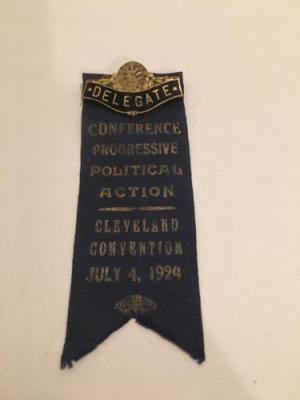 DELEGATE
CONFERENCE
PROGRESSIVE
POLITICAL
ACTION
CLEVELAND
CONVENTION
JULY 4, 1924